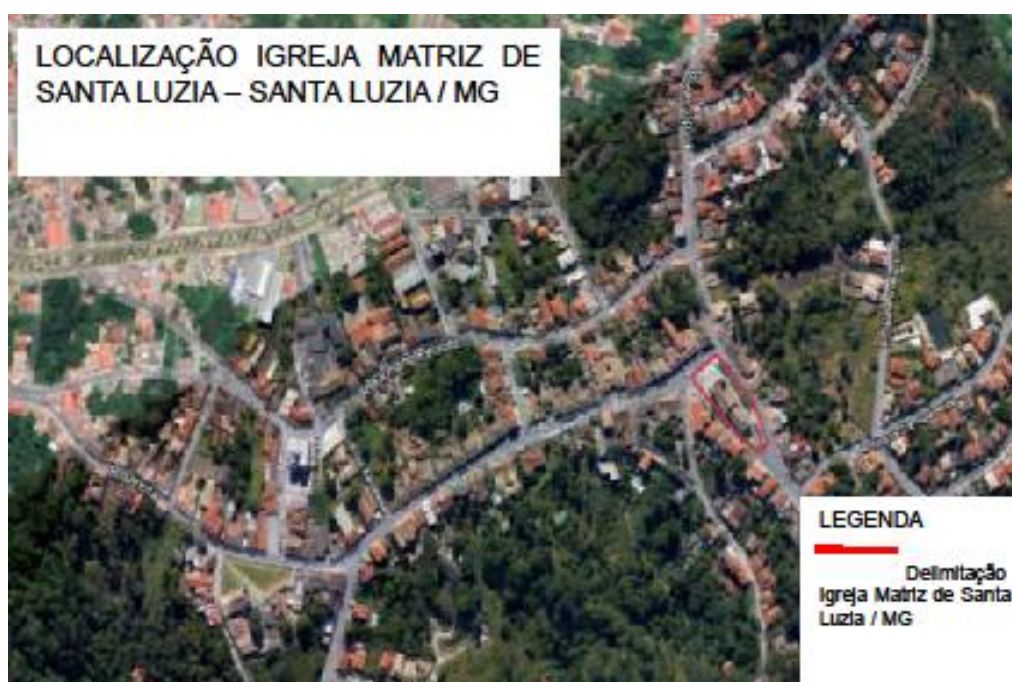 LOCALIZAÇÃO IGREJA MATRIZ DE
SANTA LUZIA – SANTA LUZIA / MG
LEGENDA
Delimitação
Igreja Matriz de Santa
Luzia / MG